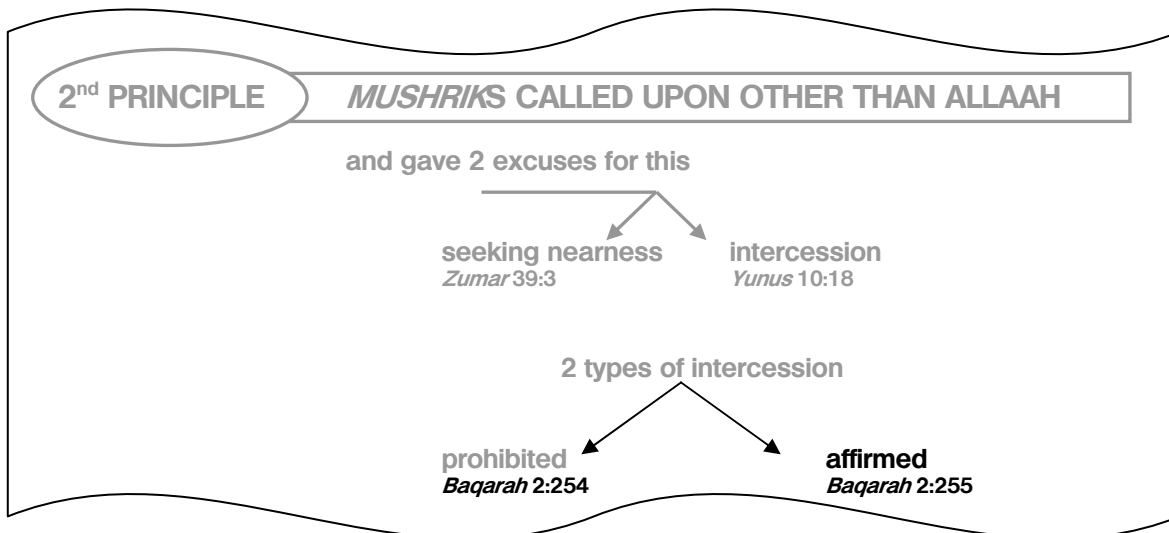 2nd PRINCIPLE MUSHRIKS CALLED UPON OTHER THAN ALLAAH
and gave 2 excuses for this
seeking nearness intercession
Zumar 39:3 Yunus 10:18
2 types of intercession
prohibited affirmed
Baqarah 2:254 Baqarah 2:255